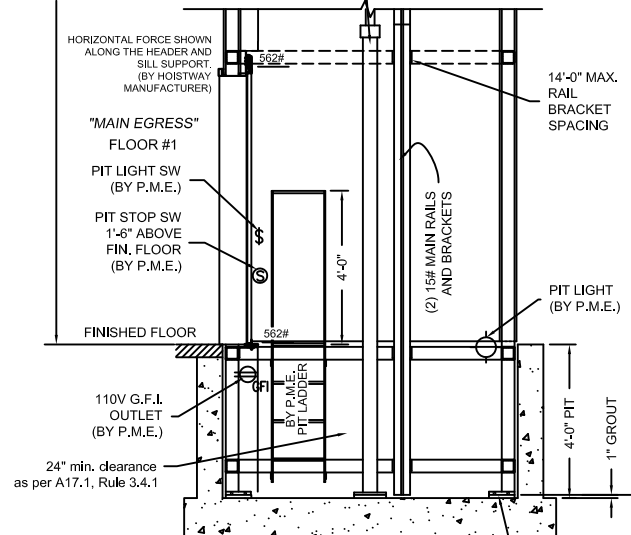 HORIZONTAL FORCE SHOWN
ALONG THE HEADER AND
SILL SUPPORT.
(BY HOISTWAY
MANUFACTURER)
562#
14'-0" MAX.
RAIL
BRACKET
SPACING
"MAIN EGRESS"
FLOOR #1
PIT LIGHT SW
(BY P.M.E.)
$
PIT STOP SW
1'-6" ABOVE
FIN. FLOOR
(BY P.M.E.)
S
4'-0"
(2) 15# MAIN RAILS
AND BRACKETS
PIT LIGHT
(BY P.M.E.)
FINISHED FLOOR
562#
110V G.F.I.
OUTLET
(BY P.M.E.)
GFI
BY P.M.E.
PIT LADDER
4'-0" PIT
1" GROUT
24" min. clearance
as per A17.1, Rule 3.4.1